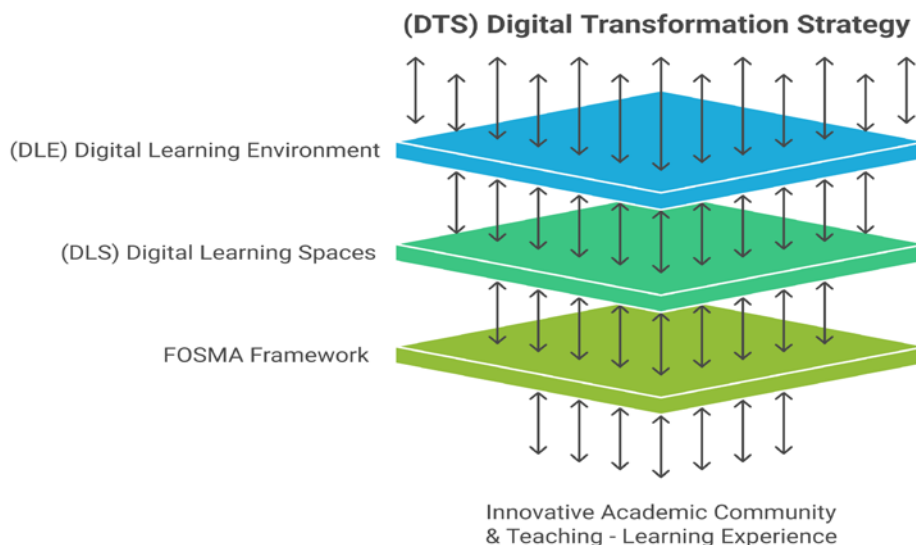 (DTS) Digital Transformation Strategy
(DLE) Digital Learning Environment
(DLS) Digital Learning Spaces
FOSMA Framework
Innovative Academic Community
& Teaching - Learning Experience